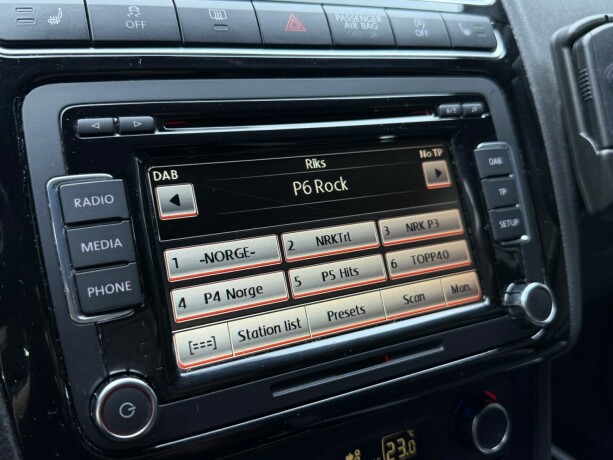 OFF
PASSENGER
AIR BAG
OFF
DAB
Riks
No TP
P6 Rock
1 -NORGE-
2 NRKTrl
3 NRK P3
4 P4 Norge
5 P5 Hits
6 TOPP40
[===]
Station list
Presets
Scan
Man.
RADIO
MEDIA
PHONE
DAB
TP
SETUP
23.0